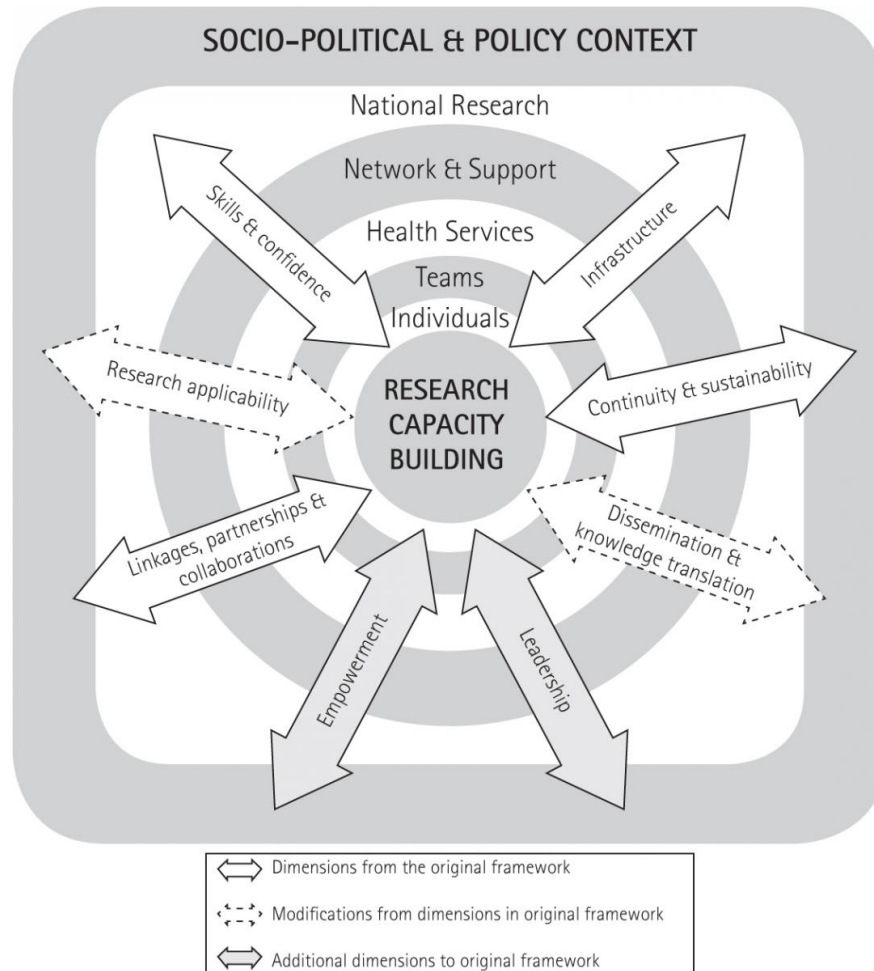 SOCIO-POLITICAL & POLICY CONTEXT
National Research
Network & Support
Health Services
Teams
Individuals
RESEARCH
CAPACITY
BUILDING
Skills & confidence
Infrastructure
Research applicability
Continuity & sustainability
Linkages, partnerships &
collaborations
Dissemination &
knowledge translation
Empowerment
Leadership
Dimensions from the original framework
Modifications from dimensions in original framework
Additional dimensions to original framework